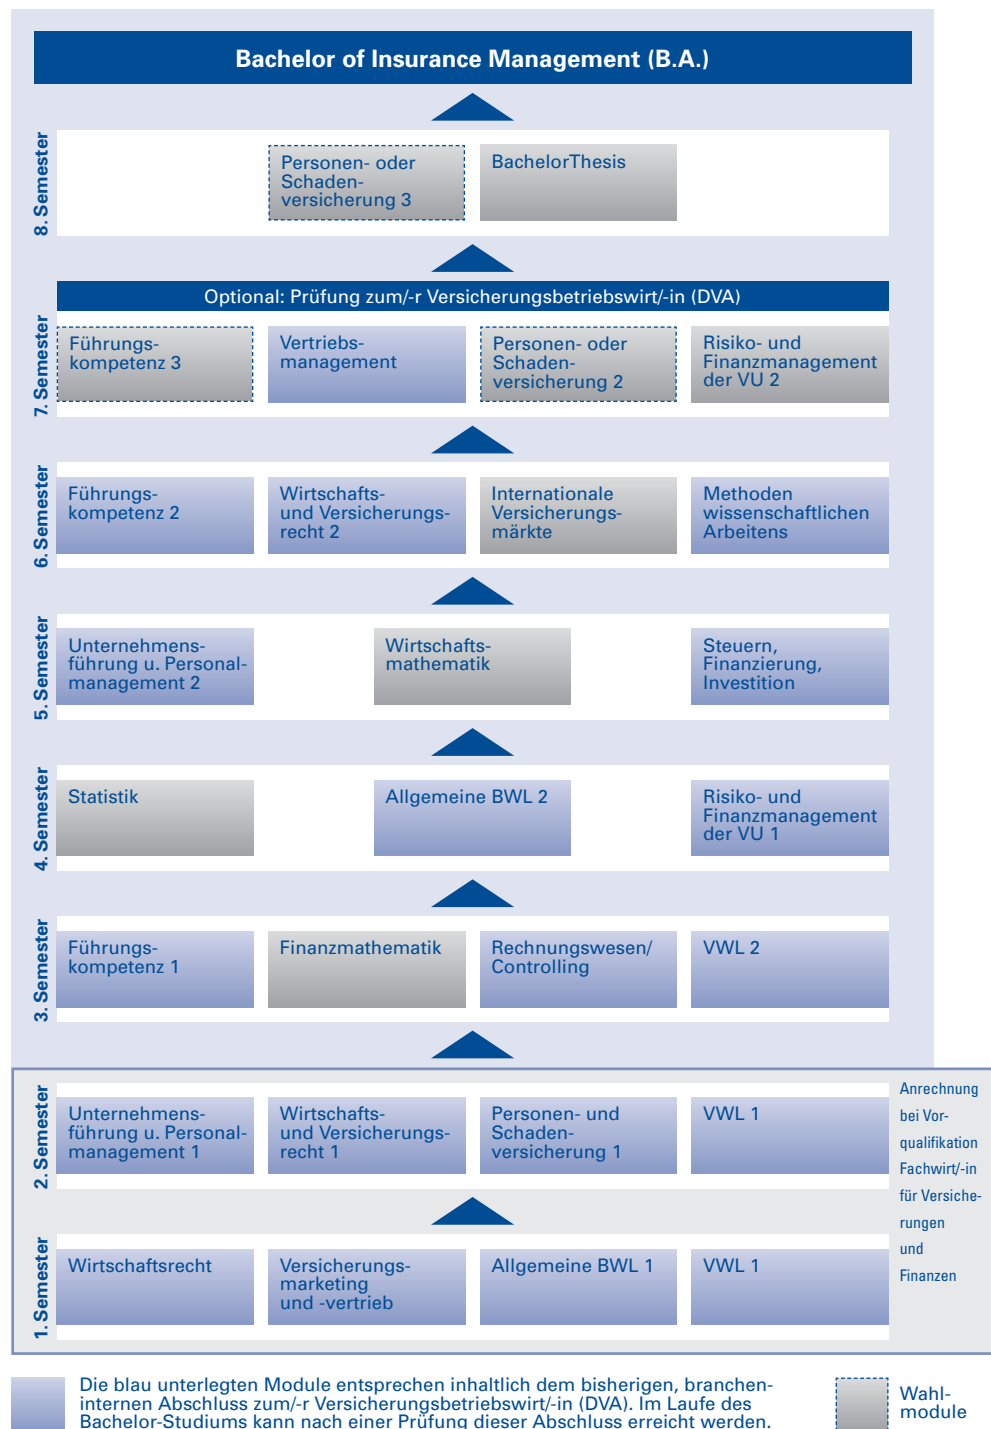 Bachelor of Insurance Management (B.A.)
8. Semester
Personen- oder
Schaden-
versicherung 3
BachelorThesis
Optional: Prüfung zum/-r Versicherungsbetriebswirt/-in (DVA)
7. Semester
Führungs-
kompetenz 3
Vertriebs-
management
Personen- oder
Schaden-
versicherung 2
Risiko- und
Finanzmanagement
der VU 2
6. Semester
Führungs-
kompetenz 2
Wirtschafts-
und Versicherungs-
recht 2
Internationale
Versicherungs-
märkte
Methoden
wissenschaftlichen
Arbeitens
5. Semester
Unternehmens-
führung u. Personal-
management 2
Wirtschafts-
mathematik
Steuern,
Finanzierung,
Investition
4. Semester
Statistik
Allgemeine BWL 2
Risiko- und
Finanzmanagement
der VU 1
3. Semester
Führungs-
kompetenz 1
Finanzmathematik
Rechnungswesen/
Controlling
VWL 2
2. Semester
Unternehmens-
führung u. Personal-
management 1
Wirtschafts-
und Versicherungs-
recht 1
Personen- und
Schaden-
versicherung 1
VWL 1
Anrechnung
bei Vor-
qualifikation
Fachwirt/-in
für Versiche-
rungen
und
Finanzen
1. Semester
Wirtschaftsrecht
Versicherungs-
marketing
und -vertrieb
Allgemeine BWL 1
VWL 1
Die blau unterlegten Module entsprechen inhaltlich dem bisherigen, branchen-
internen Abschluss zum/-r Versicherungsbetriebswirt/-in (DVA). Im Laufe des
Bachelor-Studiums kann nach einer Prüfung dieser Abschluss erreicht werden.
Wahl-
module